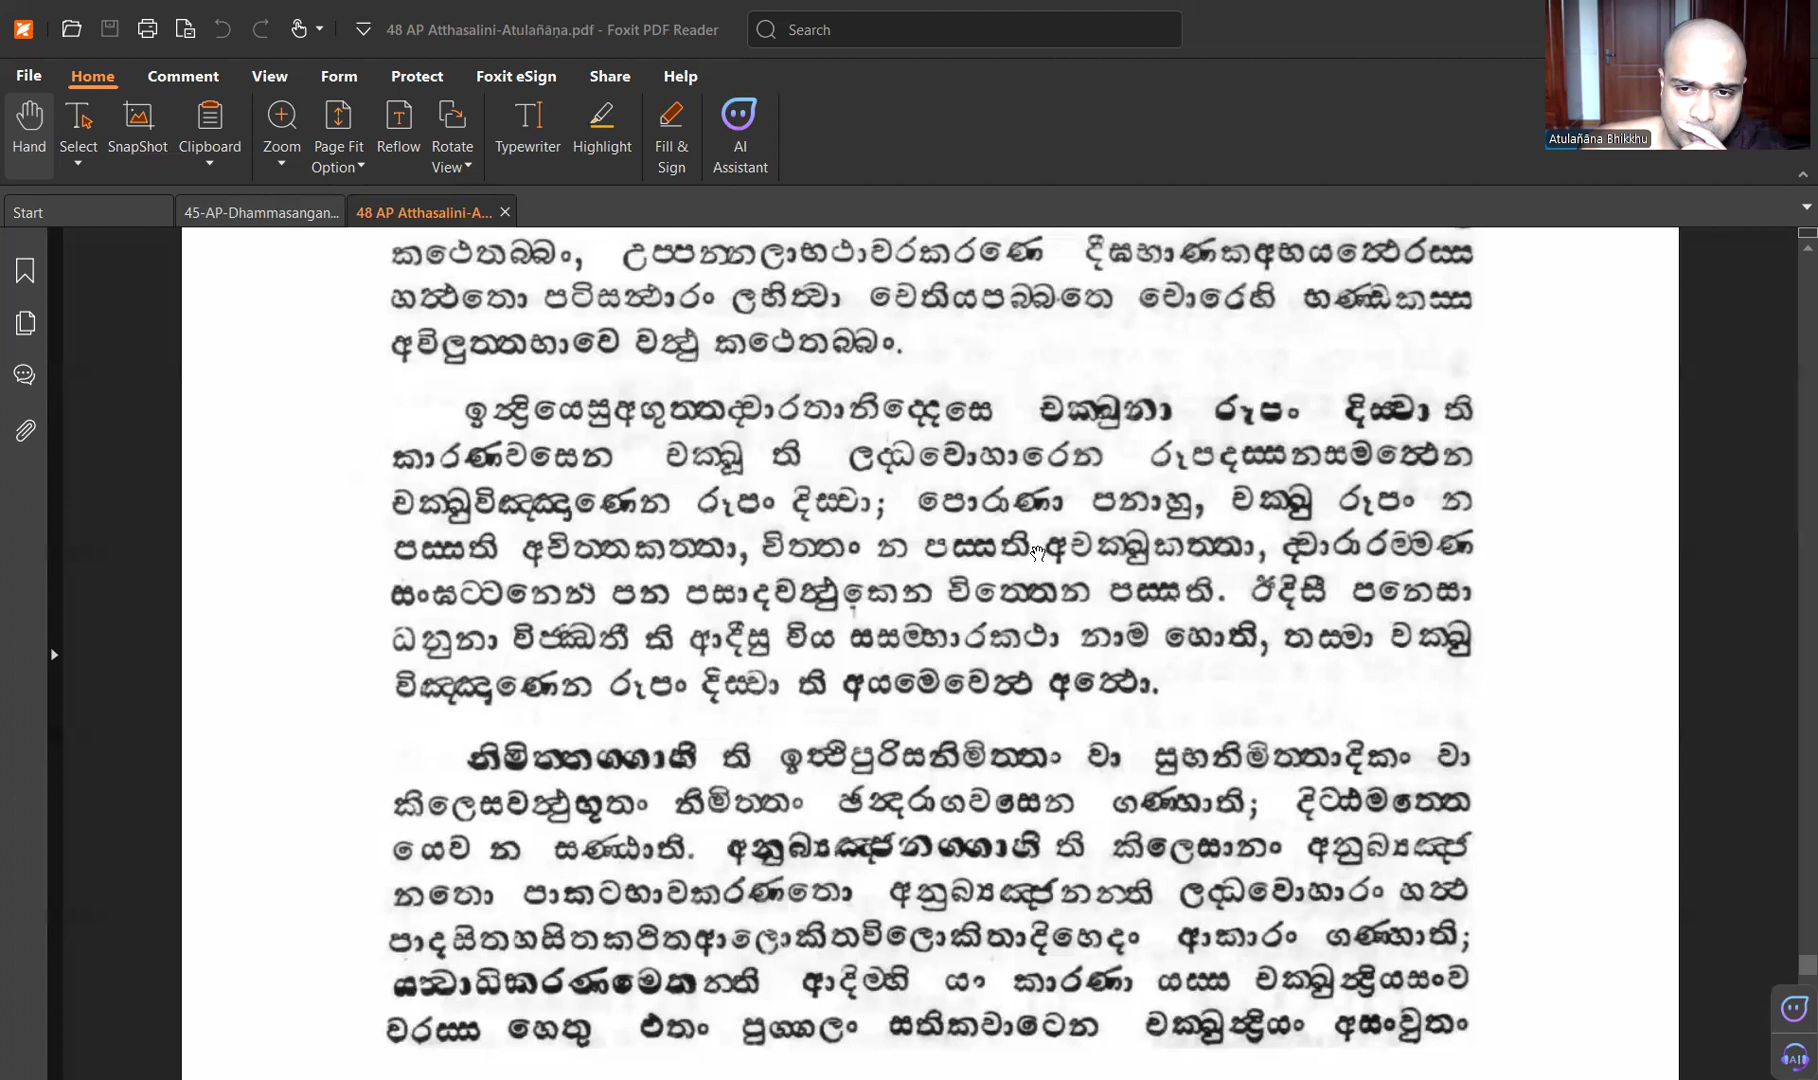 48 AP Atthasalini-Atulañāṇa.pdf - Foxit PDF Reader
Search
File Home Comment View Form Protect Foxit eSign Share Help
Hand Select SnapShot Clipboard Zoom Page Fit Option Reflow Rotate View Typewriter Highlight Fill & Sign AI Assistant
Atulañāna Bhikkhu
Start 45-AP-Dhammasangan... 48 AP Atthasalini-A...
කථෙතබ්බං, උප්පන්නලාභථාවරකරණෙ දීඝභාණකඅභයත්ථෙරස්ස
හත්ථතො පටිසන්ථාරං ලභිත්වා චෙතියපබ්බතෙ චොරෙහි භණ්ඩකස්ස
අවිලුත්තභාවෙ වත්ථු කථෙතබ්බං.
ඉන්ද්‍රියෙසුඅගුත්තද්වාරතානිද්දෙසෙ චක්ඛුනා රූපං දිස්වා ති
කාරණවසෙන චක්ඛූ ති ලද්ධවොහාරෙන රූපදස්සනසමත්ථෙන
චක්ඛුවිඤ්ඤාණෙන රූපං දිස්වා; පොරාණා පනාහු, චක්ඛු රූපං න
පස්සති අචිත්තකත්තා, චිත්තං න පස්සති අචක්ඛුකත්තා, ද්වාරාරම්මණ
සංඝට්ටනෙන පන පසාදවත්ථුකෙන චිත්තෙන පස්සති. ඊදිසී පනෙසා
ධනුනා විජ්ඣතී ති ආදීසු විය සසම්භාරකථා නාම හොති, තස්මා චක්ඛු
විඤ්ඤාණෙන රූපං දිස්වා ති අයමෙවෙත්ථ අත්ථො.
නිමිත්තග්ගාහී ති ඉත්ථිපුරිසනිමිත්තං වා සුභනිමිත්තාදිකං වා
කිලෙසවත්ථුභූතං නිමිත්තං ඡන්දරාගවසෙන ගණ්හාති; දිට්ඨමත්තෙ
යෙව න සණ්ඨාති. අනුබ්‍යඤ්ජනග්ගාහී ති කිලෙසානං අනුබ්‍යඤ්ජ
නතො පාකටභාවකරණතො අනුබ්‍යඤ්ජනන්ති ලද්ධවොහාරං හත්ථ
පාදසිතහසිතකථිතආලොකිතවිලොකිතාදිභෙදං ආකාරං ගණ්හාති;
යත්වාධිකරණමෙනන්ති ආදිම්හි යං කාරණා යස්ස චක්ඛුන්ද්‍රියසංව
වරස්ස හෙතු එතං පුග්ගලං සතිකවාටෙන චක්ඛුන්ද්‍රියං අසංවුතං